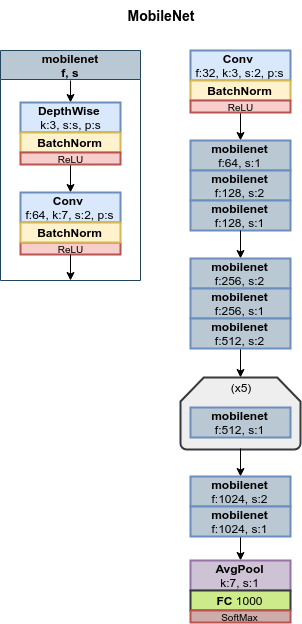 MobileNet
mobilenet
f, s
DepthWise
k:3, s:s, p:s
BatchNorm
ReLU
Conv
f:64, k:7, s:2, p:s
BatchNorm
ReLU
Conv
f:32, k:3, s:2, p:s
BatchNorm
ReLU
mobilenet
f:64, s:1
mobilenet
f:128, s:2
mobilenet
f:128, s:1
mobilenet
f:256, s:2
mobilenet
f:256, s:1
mobilenet
f:512, s:2
(x5)
mobilenet
f:512, s:1
mobilenet
f:1024, s:2
mobilenet
f:1024, s:1
AvgPool
k:7, s:1
FC 1000
SoftMax